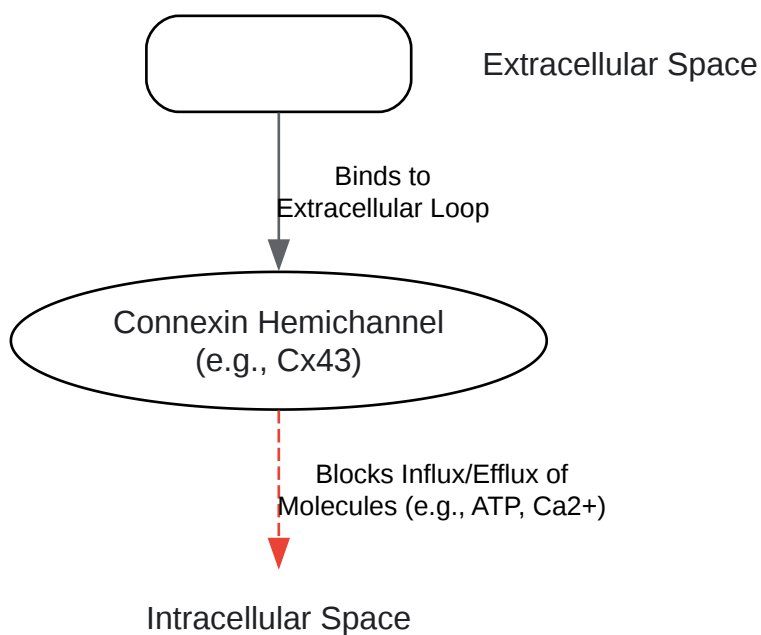 Extracellular Space
Binds to
Extracellular Loop
Connexin Hemichannel
(e.g., Cx43)
Blocks Influx/Efflux of
Molecules (e.g., ATP, Ca2+)
Intracellular Space